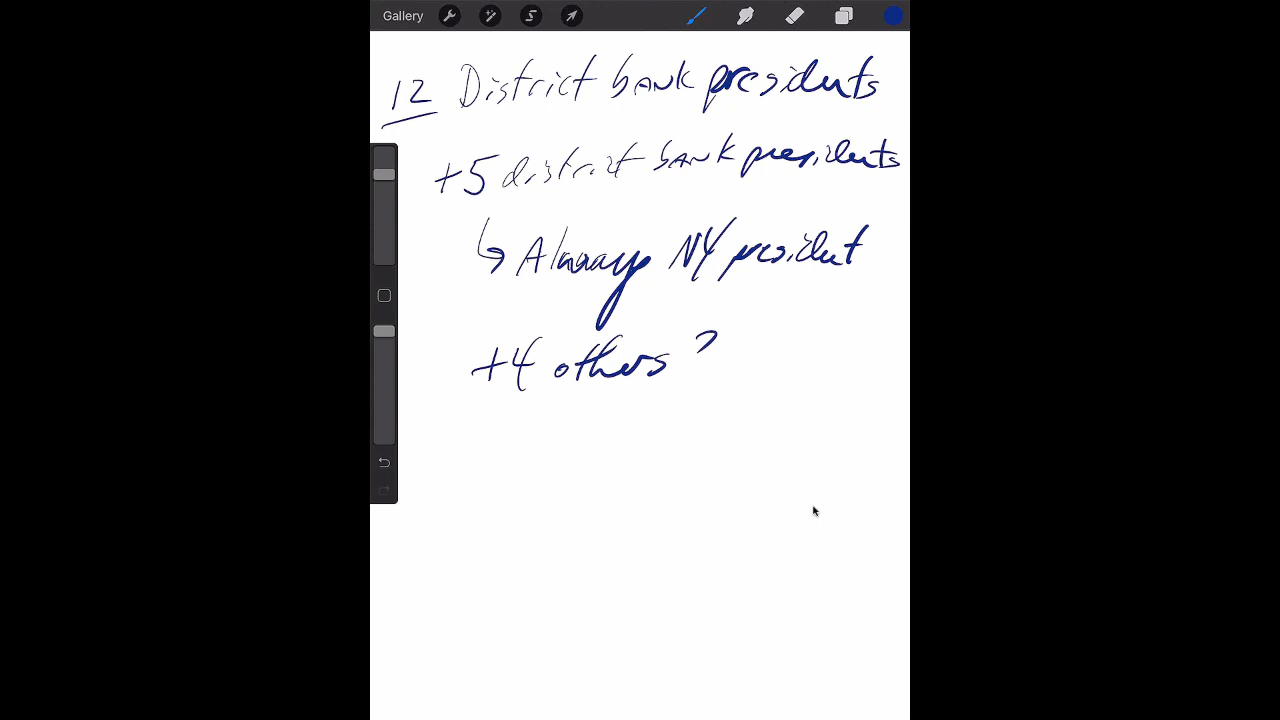 Gallery
12 District bank presidents
+5 district bank presidents
↳ Always NY president
+4 others ?